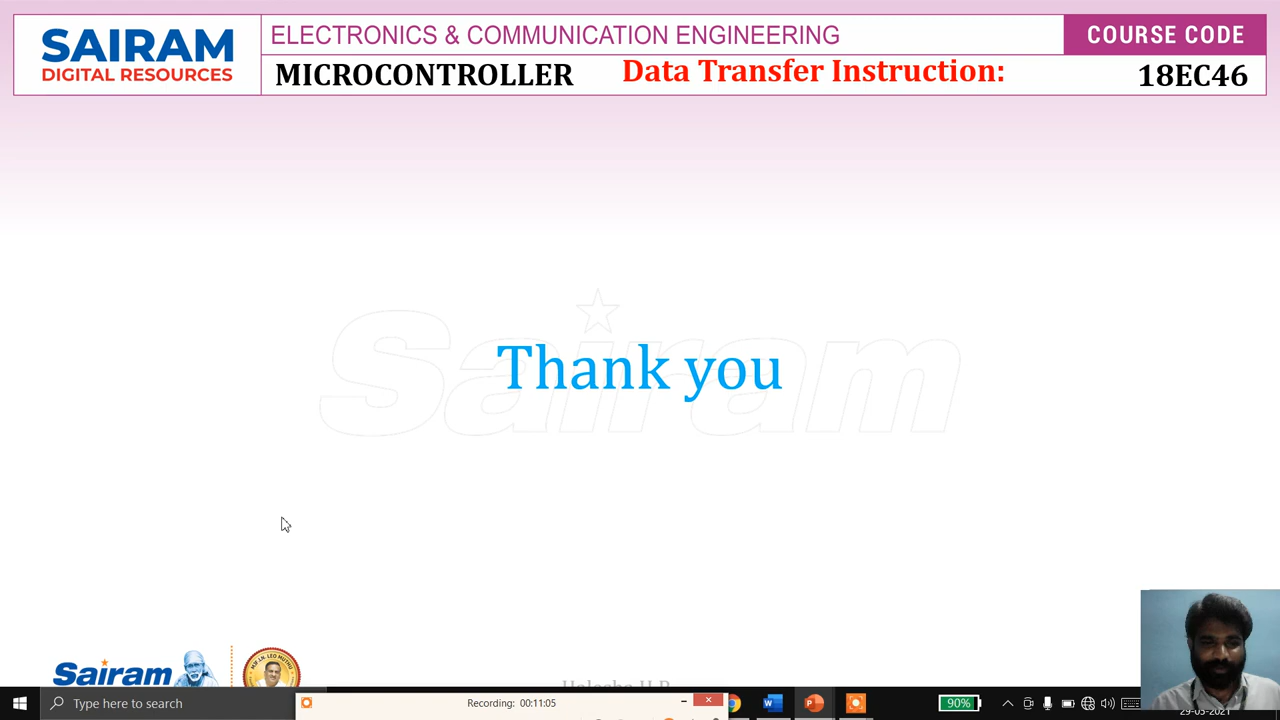 SAIRAM
DIGITAL RESOURCES
ELECTRONICS & COMMUNICATION ENGINEERING
COURSE CODE
MICROCONTROLLER
Data Transfer Instruction:
18EC46
Sairam
Thank you
Sairam
Type here to search
Recording: 00:11:05
90%